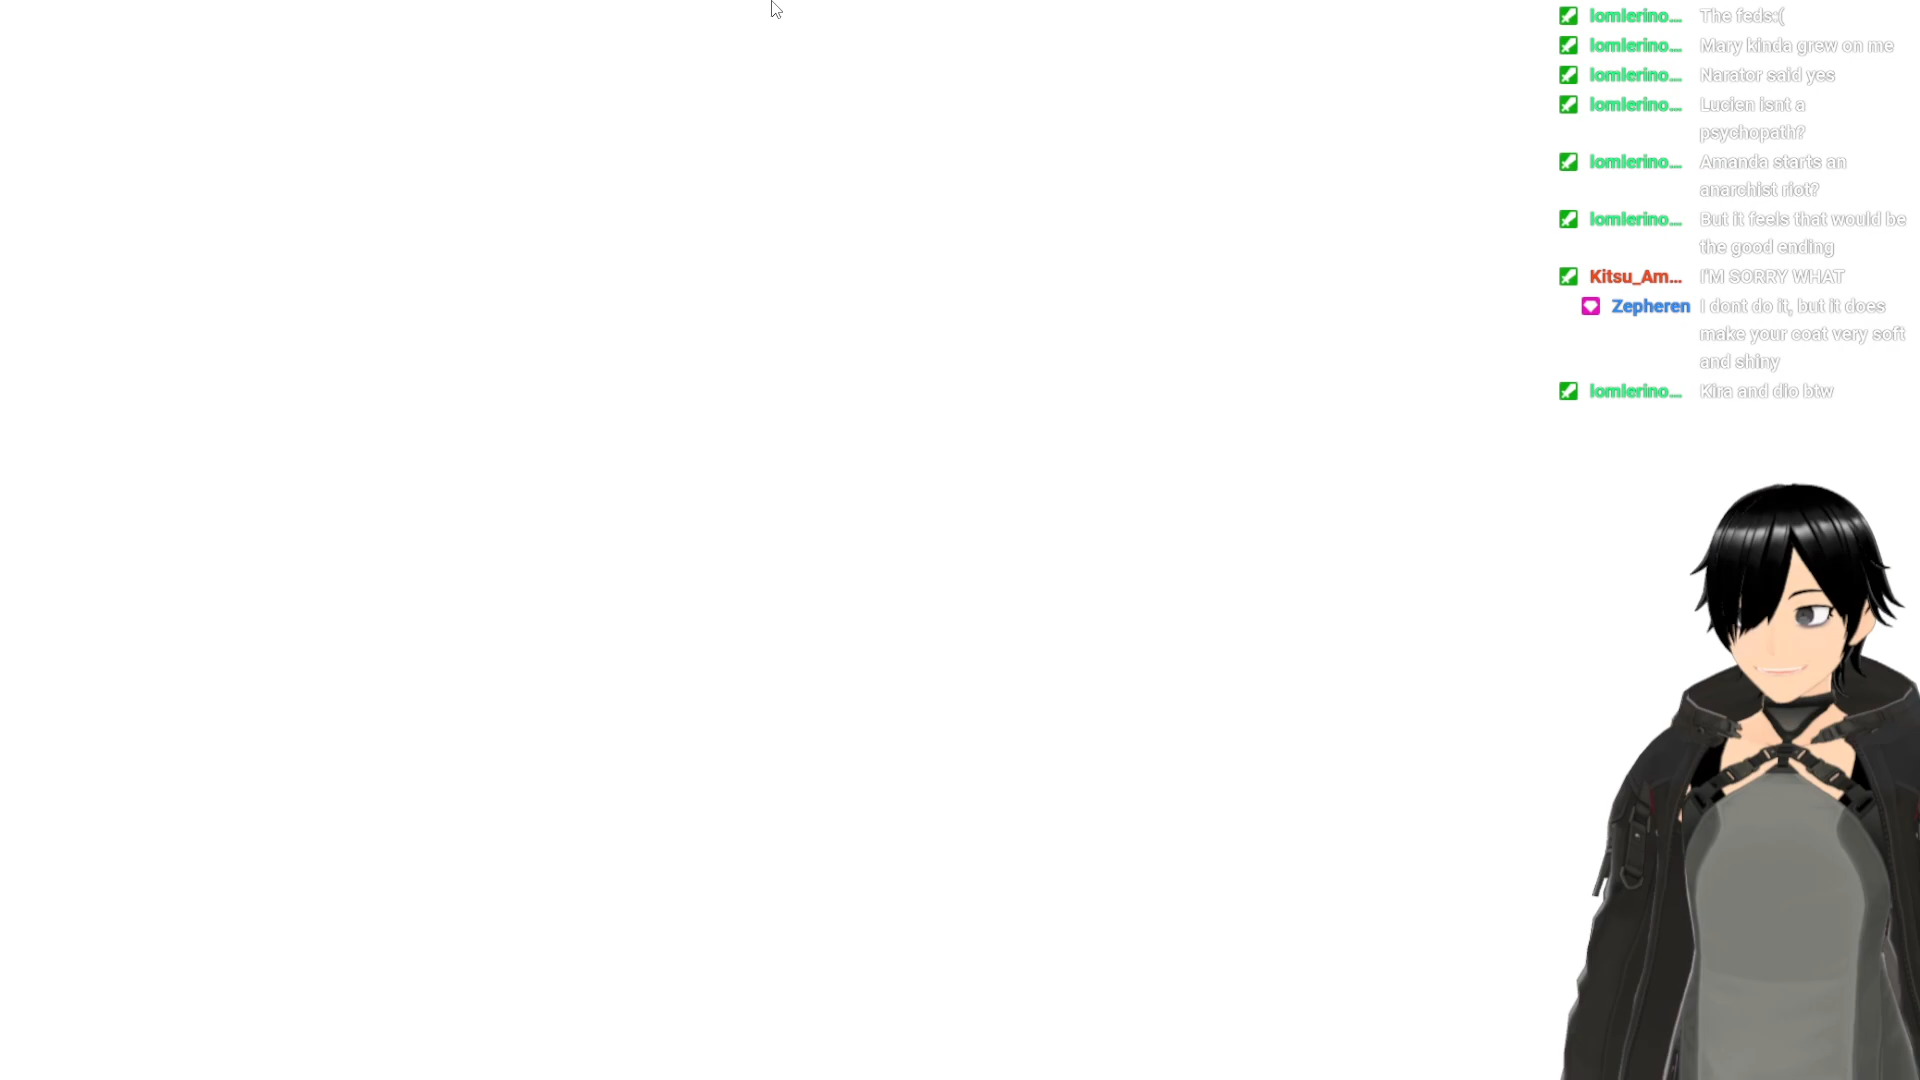 lomlerino... The feds:(
lomlerino... Mary kinda grew on me
lomlerino... Narator said yes
lomlerino... Lucien isnt a
psychopath?
lomlerino... Amanda starts an
anarchist riot?
lomlerino... But it feels that would be
the good ending
Kitsu_Am... I'M SORRY WHAT
Zepheren I dont do it, but it does
make your coat very soft
and shiny
lomlerino... Kira and dio btw